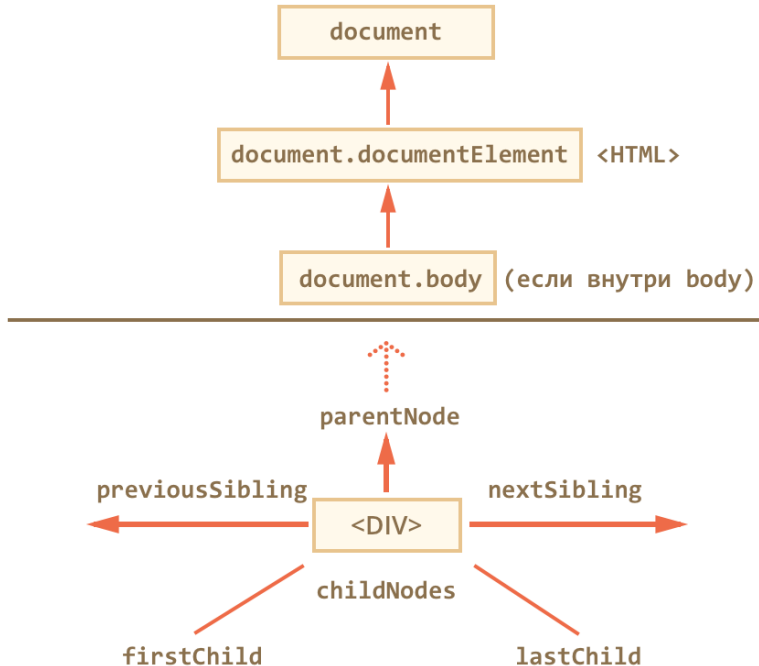 document
document.documentElement <HTML>
document.body (если внутри body)
parentNode
previousSibling nextSibling
<DIV>
childNodes
firstChild lastChild